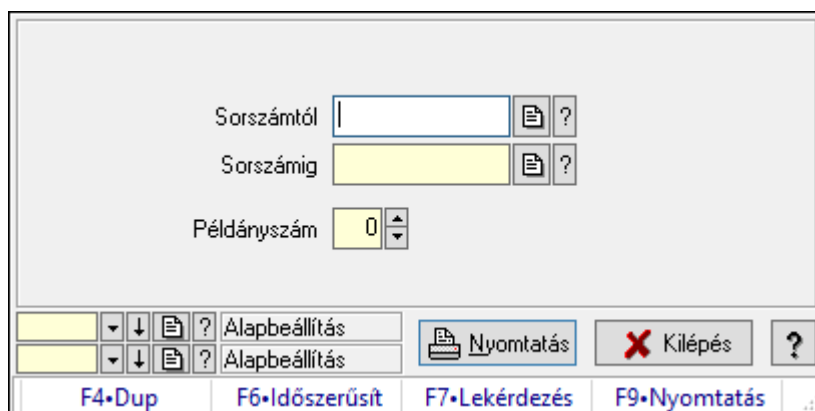 Sorszámtól ?
Sorszámig ?
Példányszám 0
? Alapbeállítás
? Alapbeállítás
Nyomtatás Kilépés ?
F4•Dup F6•Időszerűsít F7•Lekérdezés F9•Nyomtatás